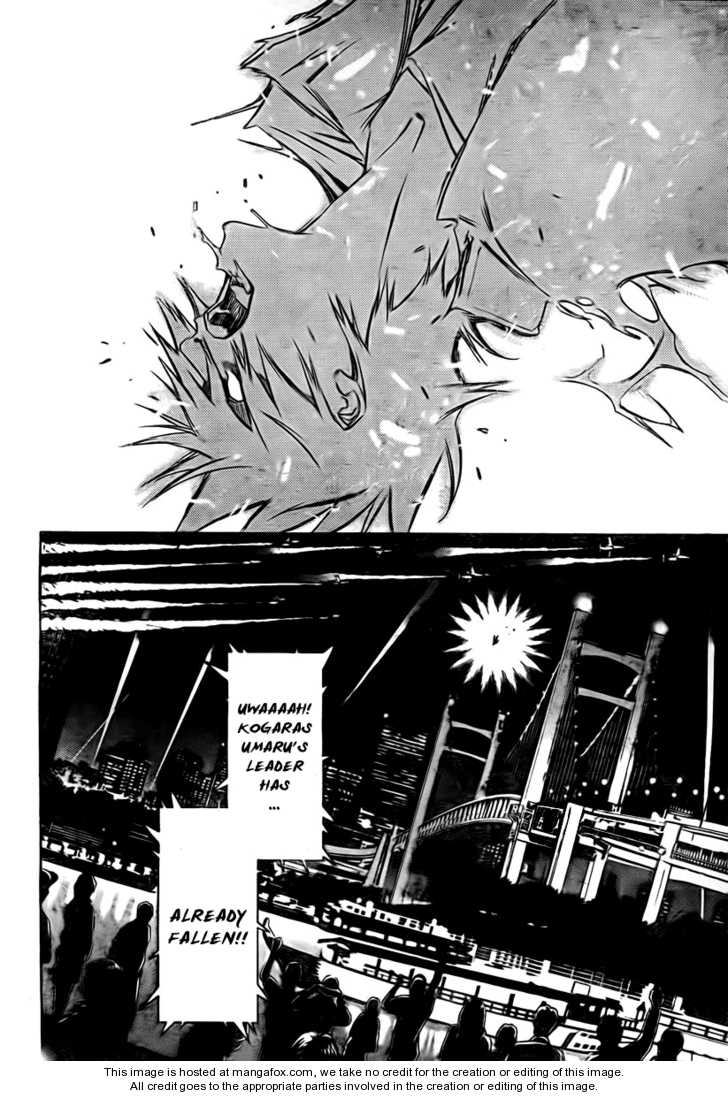 UWAAAAH!
KOGARAS
UMARU'S
LEADER
HAS
...
ALREADY
FALLEN!!
This image is hosted at mangafox.com, we take no credit for the creation or editing of this image.
All credit goes to the appropriate parties involved in the creation or editing of this image.